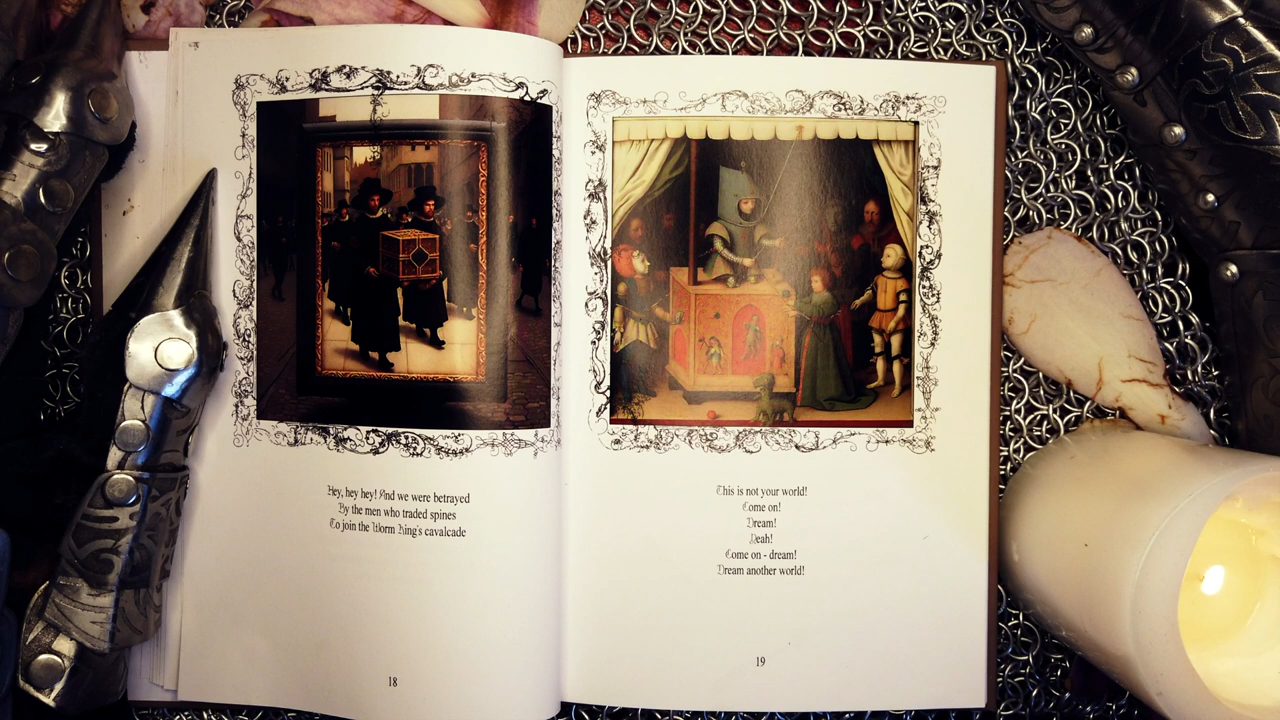 Hey, hey hey! And we were betrayed
By the men who traded spines
To join the Worm King's cavalcade
18
This is not your world!
Come on!
Dream!
Yeah!
Come on - dream!
Dream another world!
19